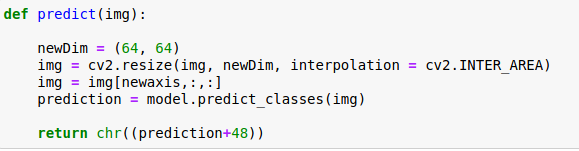 def predict(img):
newDim = (64, 64)
img = cv2.resize(img, newDim, interpolation = cv2.INTER_AREA)
img = img[newaxis,:,:]
prediction = model.predict_classes(img)
return chr((prediction+48))